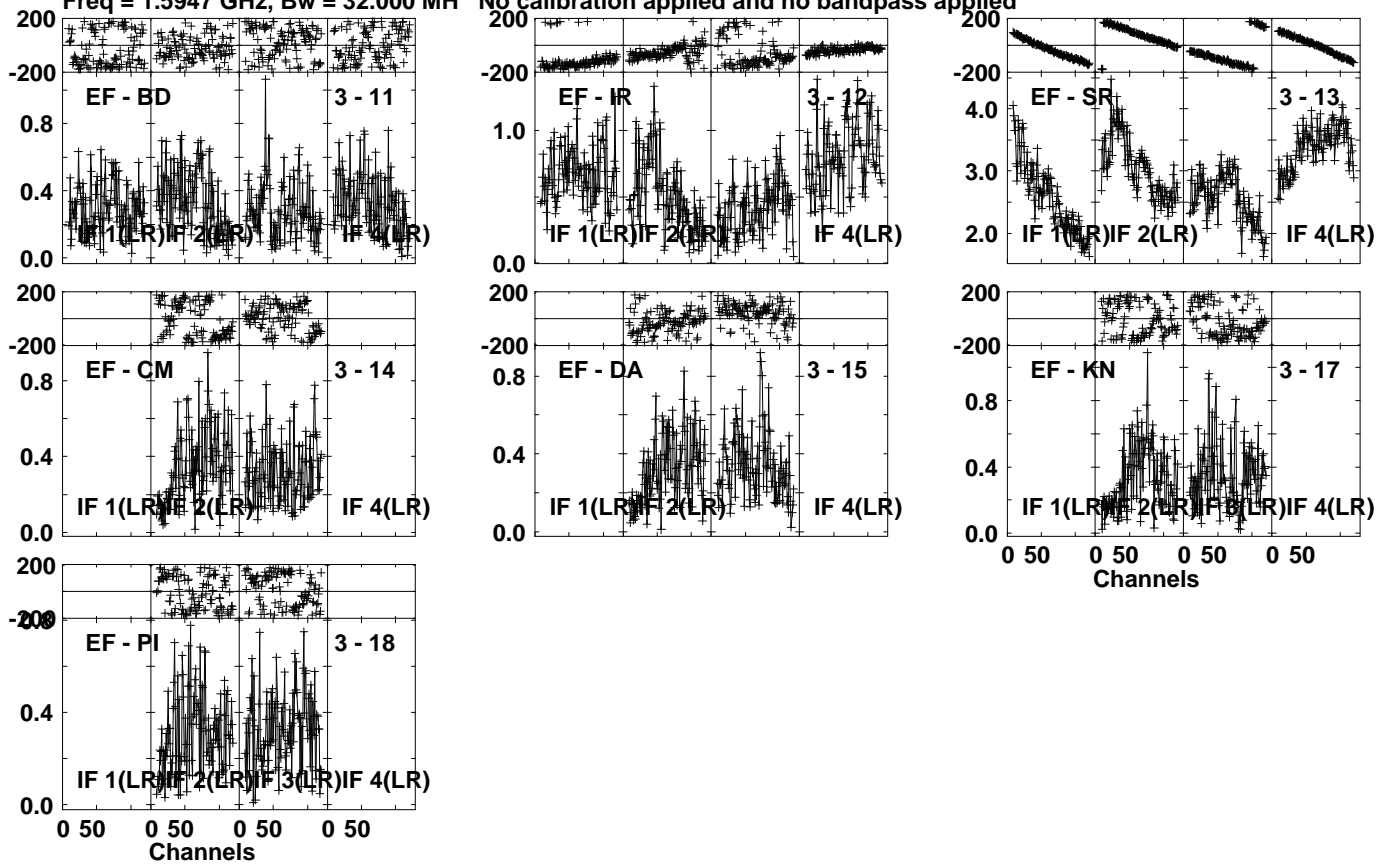 Freq = 1.5947 GHz, Bw = 32.000 MH No calibration applied and no bandpass applied
200
-200
EF - BD 3 - 11
0.8
0.4
0.0
IF 1(LR) IF 2(LR) IF 4(LR)
EF - IR 3 - 12
1.0
0.0
IF 1(LR) IF 2(LR) IF 4(LR)
200
-200
EF - SR 3 - 13
4.0
3.0
2.0
IF 1(LR) IF 2(LR) IF 4(LR)
200
-200
EF - CM 3 - 14
0.8
0.4
0.0
IF 1(LR) IF 2(LR) IF 4(LR)
EF - DA 3 - 15
0.8
0.4
0.0
IF 1(LR) IF 2(LR) IF 4(LR)
200
-200
EF - KN 3 - 17
0.8
0.4
0.0
IF 1(LR) IF 2(LR) IF 3(LR) IF 4(LR)
0 50 0 50 0 50 0 50
Channels
200
-200
0.8
EF - PI 3 - 18
0.4
0.0
IF 1(LR) IF 2(LR) IF 3(LR) IF 4(LR)
0 50 0 50 0 50 0 50
Channels